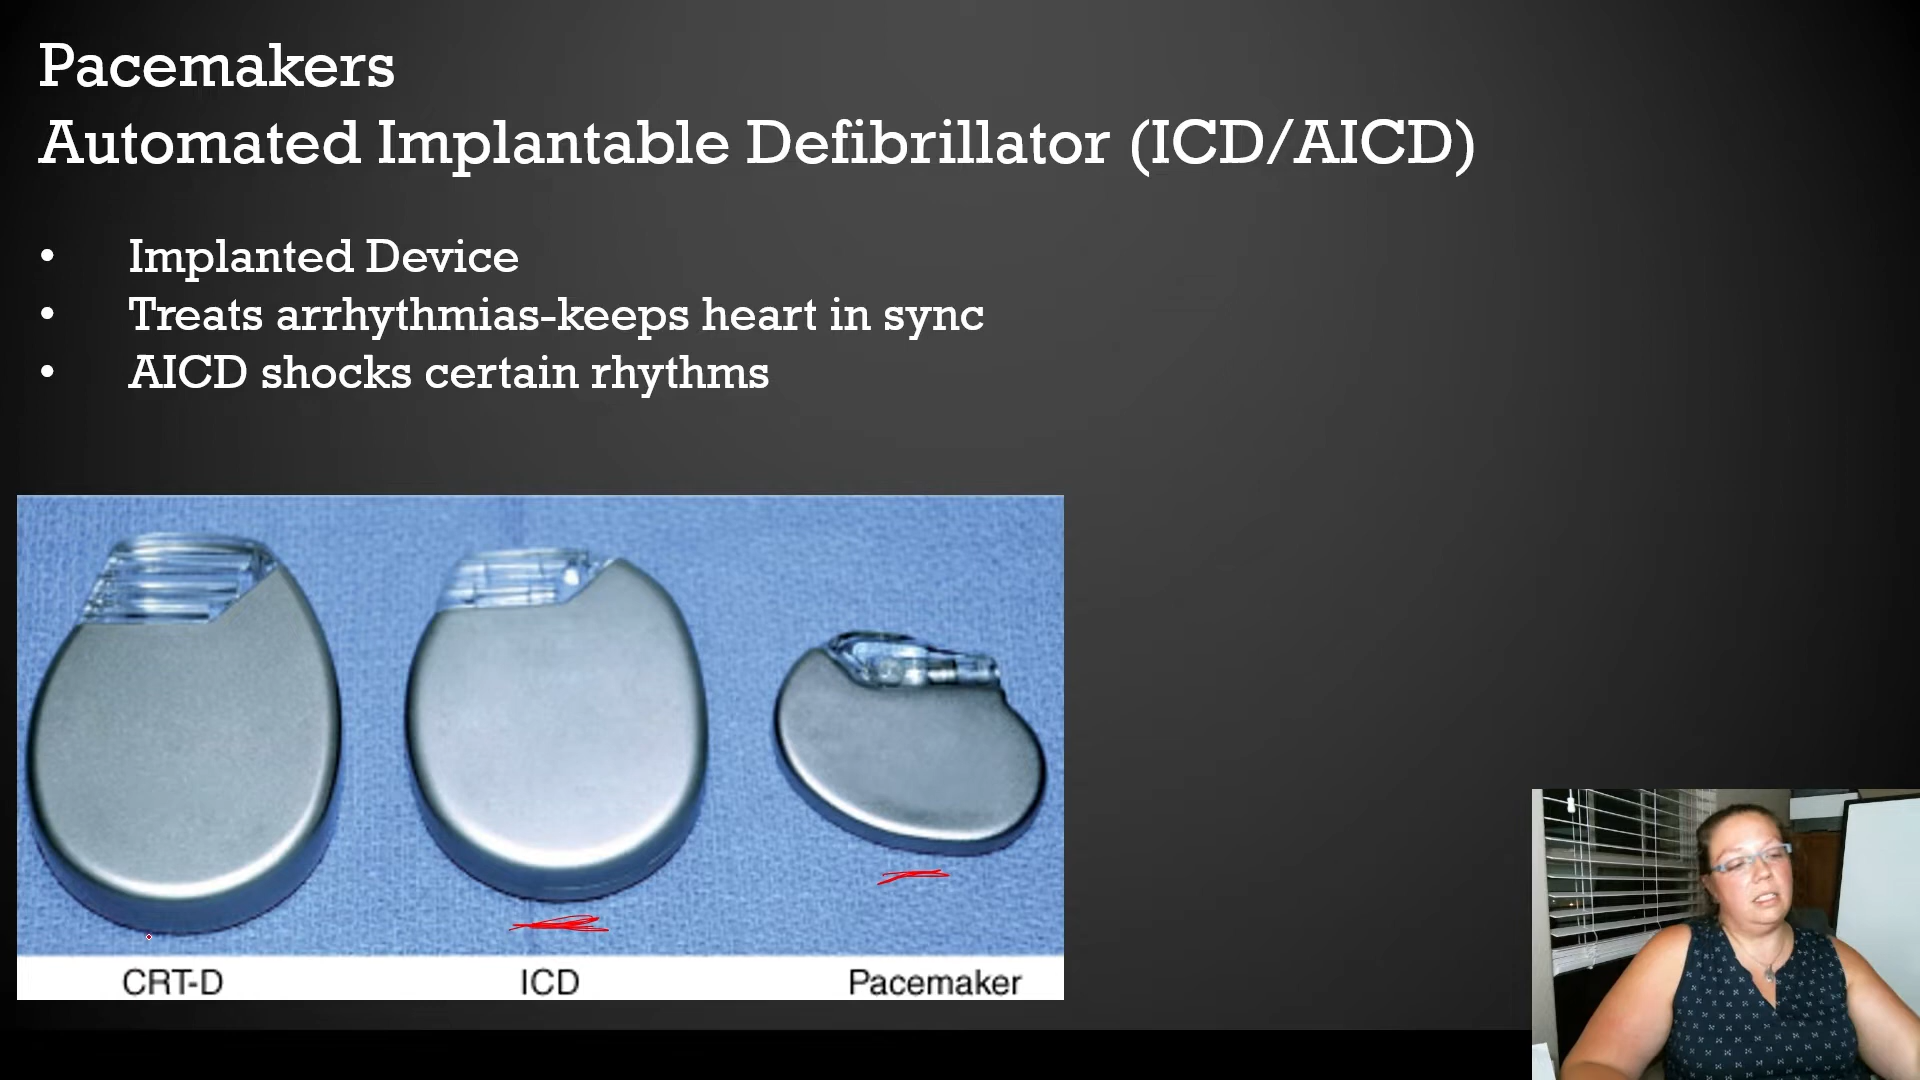 Pacemakers
Automated Implantable Defibrillator (ICD/AICD)
• Implanted Device
• Treats arrhythmias-keeps heart in sync
• AICD shocks certain rhythms
CRT-D ICD Pacemaker